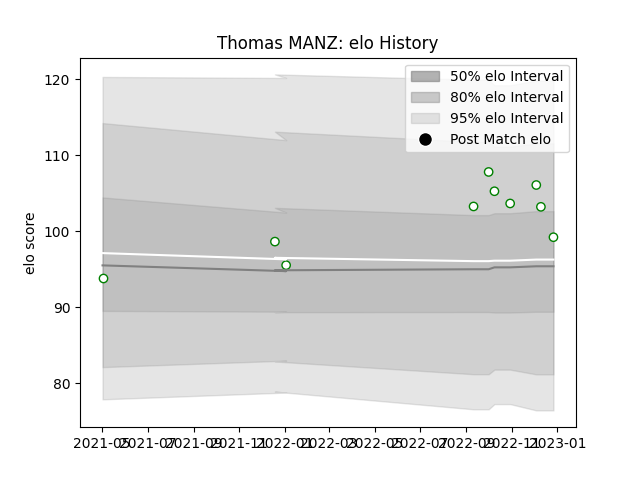 Thomas MANZ: elo History
120
110
100
90
80
elo score
50% elo Interval
80% elo Interval
95% elo Interval
Post Match elo
2021-05 2021-07 2021-09 2021-11 2022-01 2022-03 2022-05 2022-07 2022-09 2022-11 2023-01